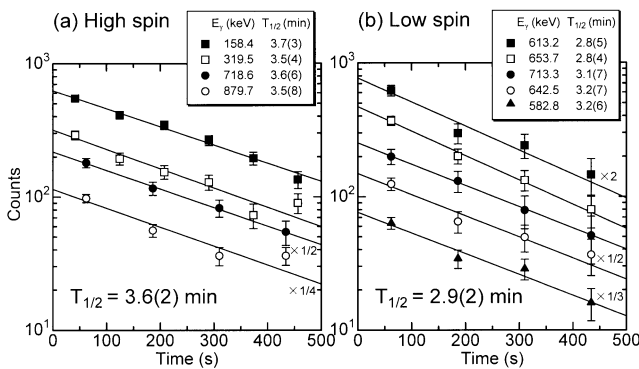 (a) High spin
Eγ (keV) T1/2 (min)
158.4 3.7(3)
319.5 3.5(4)
718.6 3.6(6)
879.7 3.5(8)
10³
10²
10¹
Counts
×1/2
×1/4
T1/2 = 3.6(2) min
0 100 200 300 400 500
Time (s)
(b) Low spin
Eγ (keV) T1/2 (min)
613.2 2.8(5)
653.7 2.8(4)
713.3 3.1(7)
642.5 3.2(7)
582.8 3.2(6)
10³
10²
10¹
×2
×1/2
×1/3
T1/2 = 2.9(2) min
0 100 200 300 400 500
Time (s)